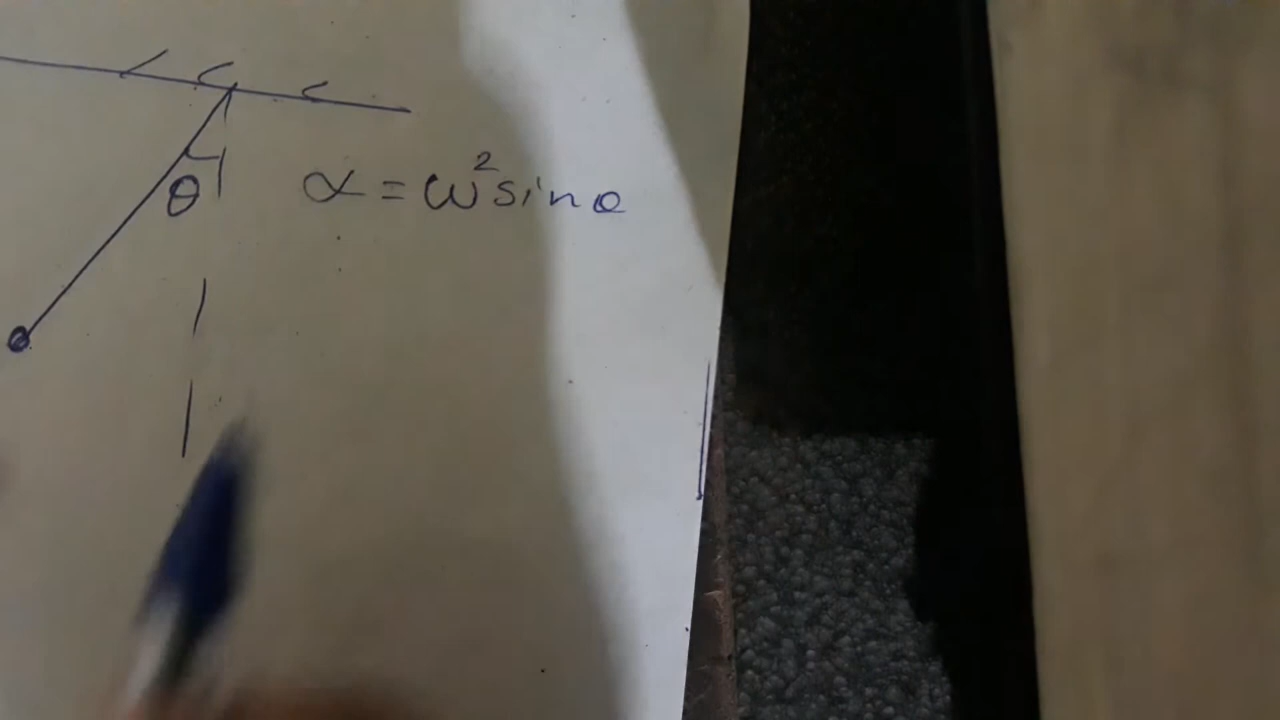 θ
α = ω²sinθ